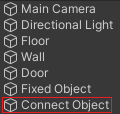 Main Camera
Directional Light
Floor
Wall
Door
Fixed Object
Connect Object